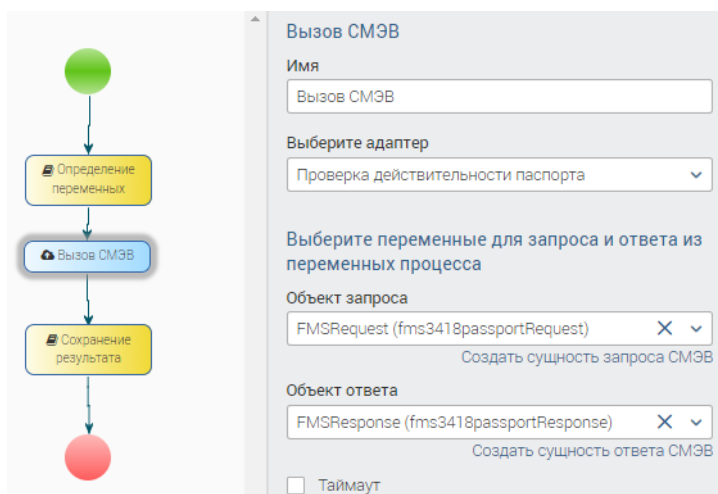 Определение
переменных
Вызов СМЭВ
Сохранение
результата
Вызов СМЭВ
Имя
Вызов СМЭВ
Выберите адаптер
Проверка действительности паспорта
Выберите переменные для запроса и ответа из
переменных процесса
Объект запроса
FMSRequest (fms3418passportRequest)
Создать сущность запроса СМЭВ
Объект ответа
FMSResponse (fms3418passportResponse)
Создать сущность ответа СМЭВ
Таймаут